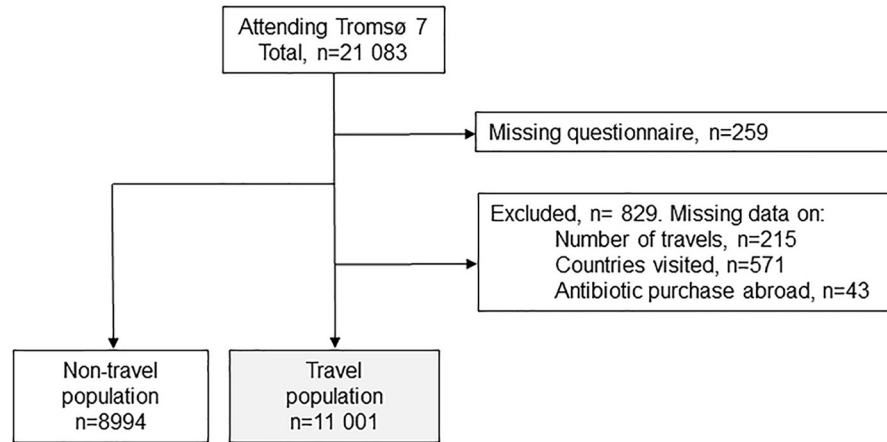 Attending Tromsø 7
Total, n=21 083
Missing questionnaire, n=259
Excluded, n= 829. Missing data on:
Number of travels, n=215
Countries visited, n=571
Antibiotic purchase abroad, n=43
Non-travel
population
n=8994
Travel
population
n=11 001